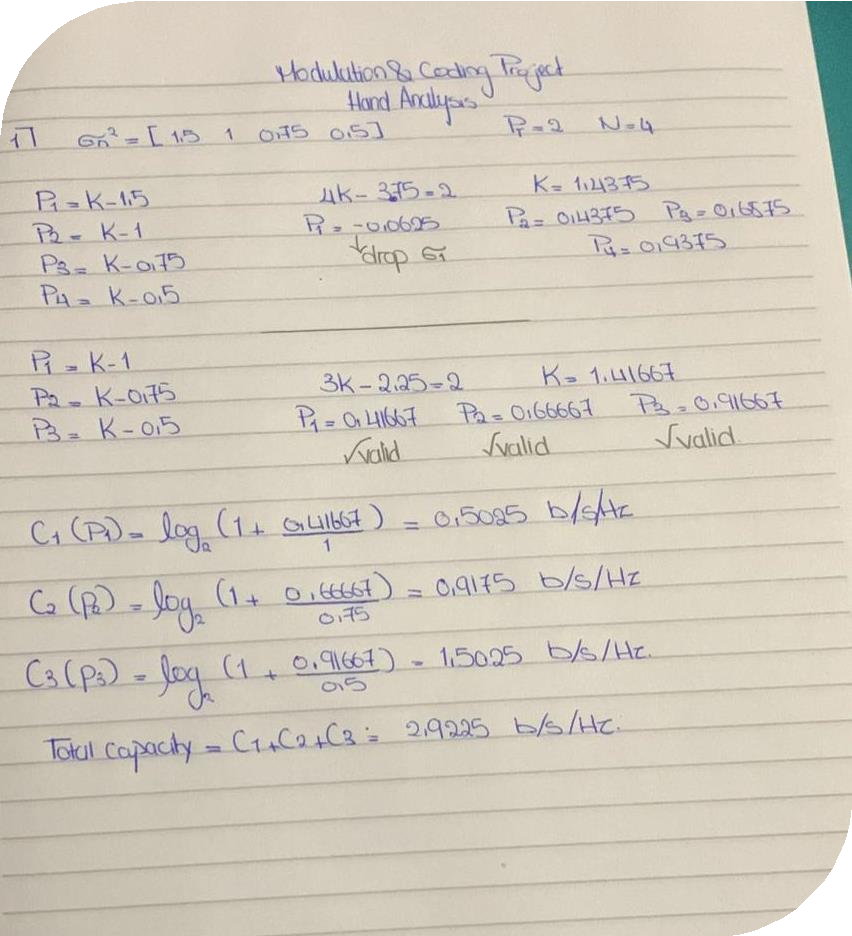 Modulation & Coding Project
Hand Analysis
1] σn² = [ 1,5 1 0,75 0,5] PT = 2 N=4
P1 = K-1,5 4K - 3.75 = 2 K = 1,4375
P2 = K-1 P1 = -0,0625 P2 = 0,4375 P3 = 0,6875
P3 = K-0,75 ↓drop σ1 P4 = 0,9375
P4 = K-0,5
P1 = K-1
P2 = K-0,75 3K - 2,25 = 2 K = 1,41667
P3 = K-0,5 P1 = 0,41667 P2 = 0,66667 P3 = 0,91667
√valid √valid √valid
C1 (P1) = log2 (1 + 0,41667/1) = 0,5025 b/s/Hz
C2 (P2) = log2 (1 + 0,66667/0,75) = 0,9175 b/s/Hz
C3 (P3) = log2 (1 + 0,91667/0,5) = 1,5025 b/s/Hz.
Total capacity = C1+C2+C3 = 2,9225 b/s/Hz.